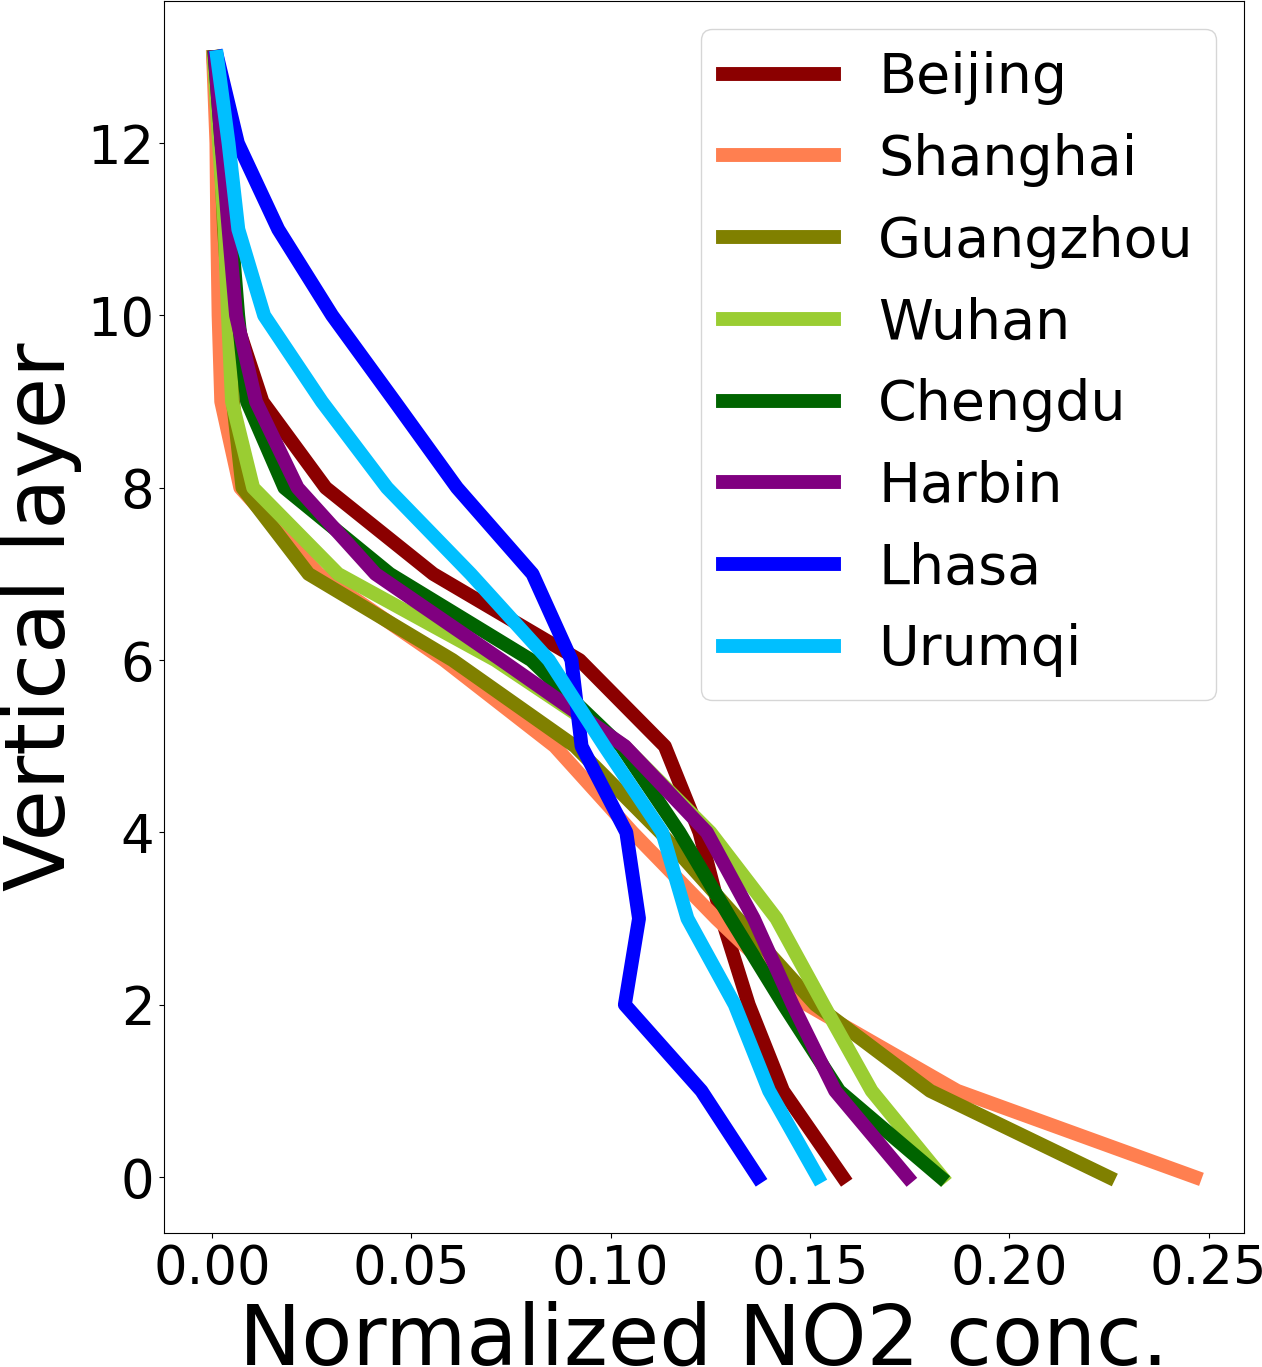 Vertical layer
12
10
8
6
4
2
0
Beijing
Shanghai
Guangzhou
Wuhan
Chengdu
Harbin
Lhasa
Urumqi
0.00 0.05 0.10 0.15 0.20 0.25
Normalized NO2 conc.